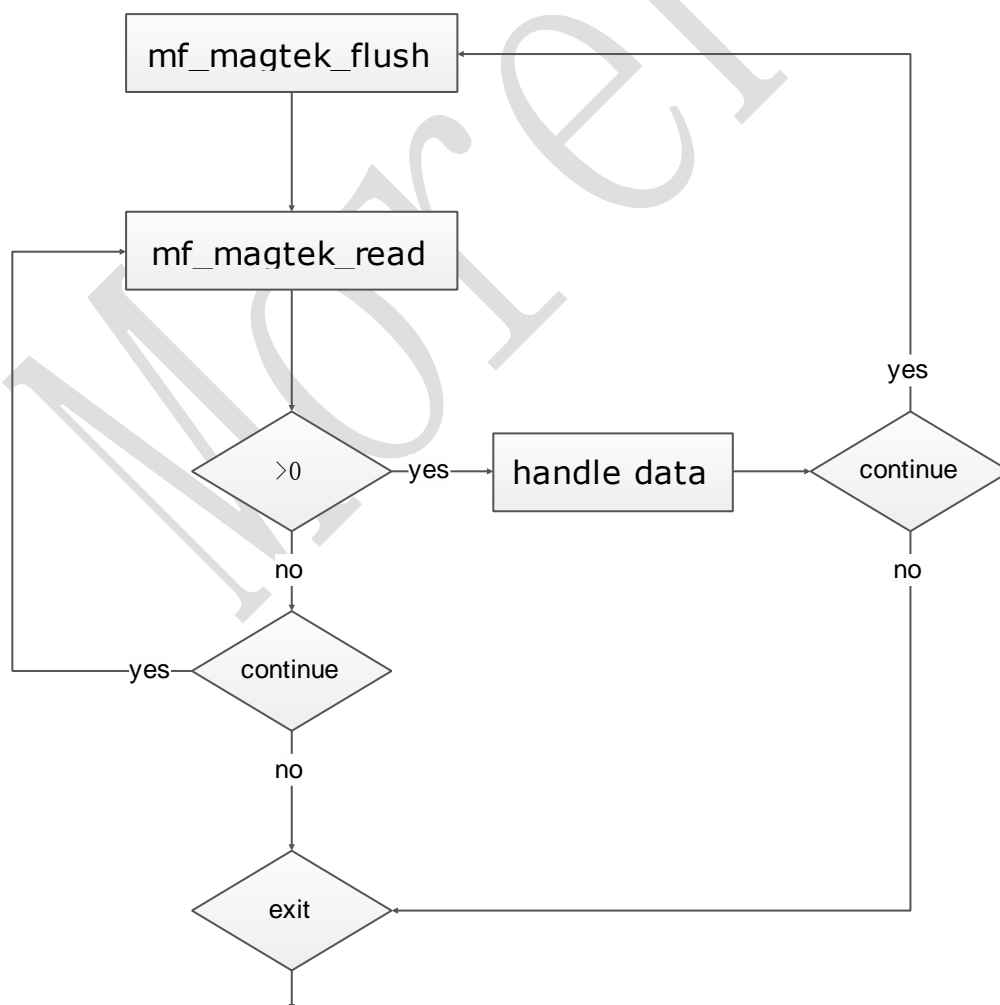 mf_magtek_flush
mf_magtek_read
yes
>0
yes
handle data
continue
no
no
yes
continue
no
exit